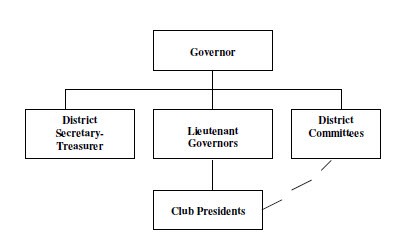 Governor
District
Secretary-
Treasurer
Lieutenant
Governors
District
Committees
Club Presidents